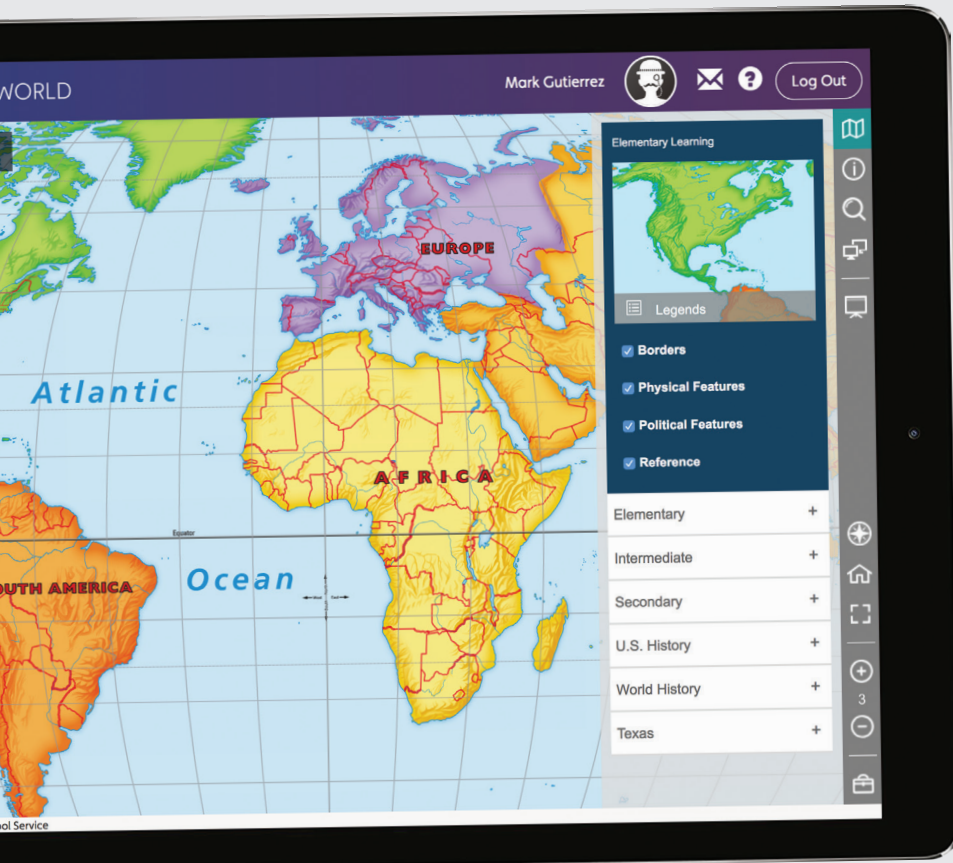 WORLD
Mark Gutierrez
Log Out
Elementary Learning
EUROPE
Legends
Borders
Atlantic
Physical Features
Political Features
AFRICA
Reference
Elementary +
Equator
Intermediate +
Ocean
OUTH AMERICA
Secondary +
U.S. History +
World History +
3
Texas +
ool Service